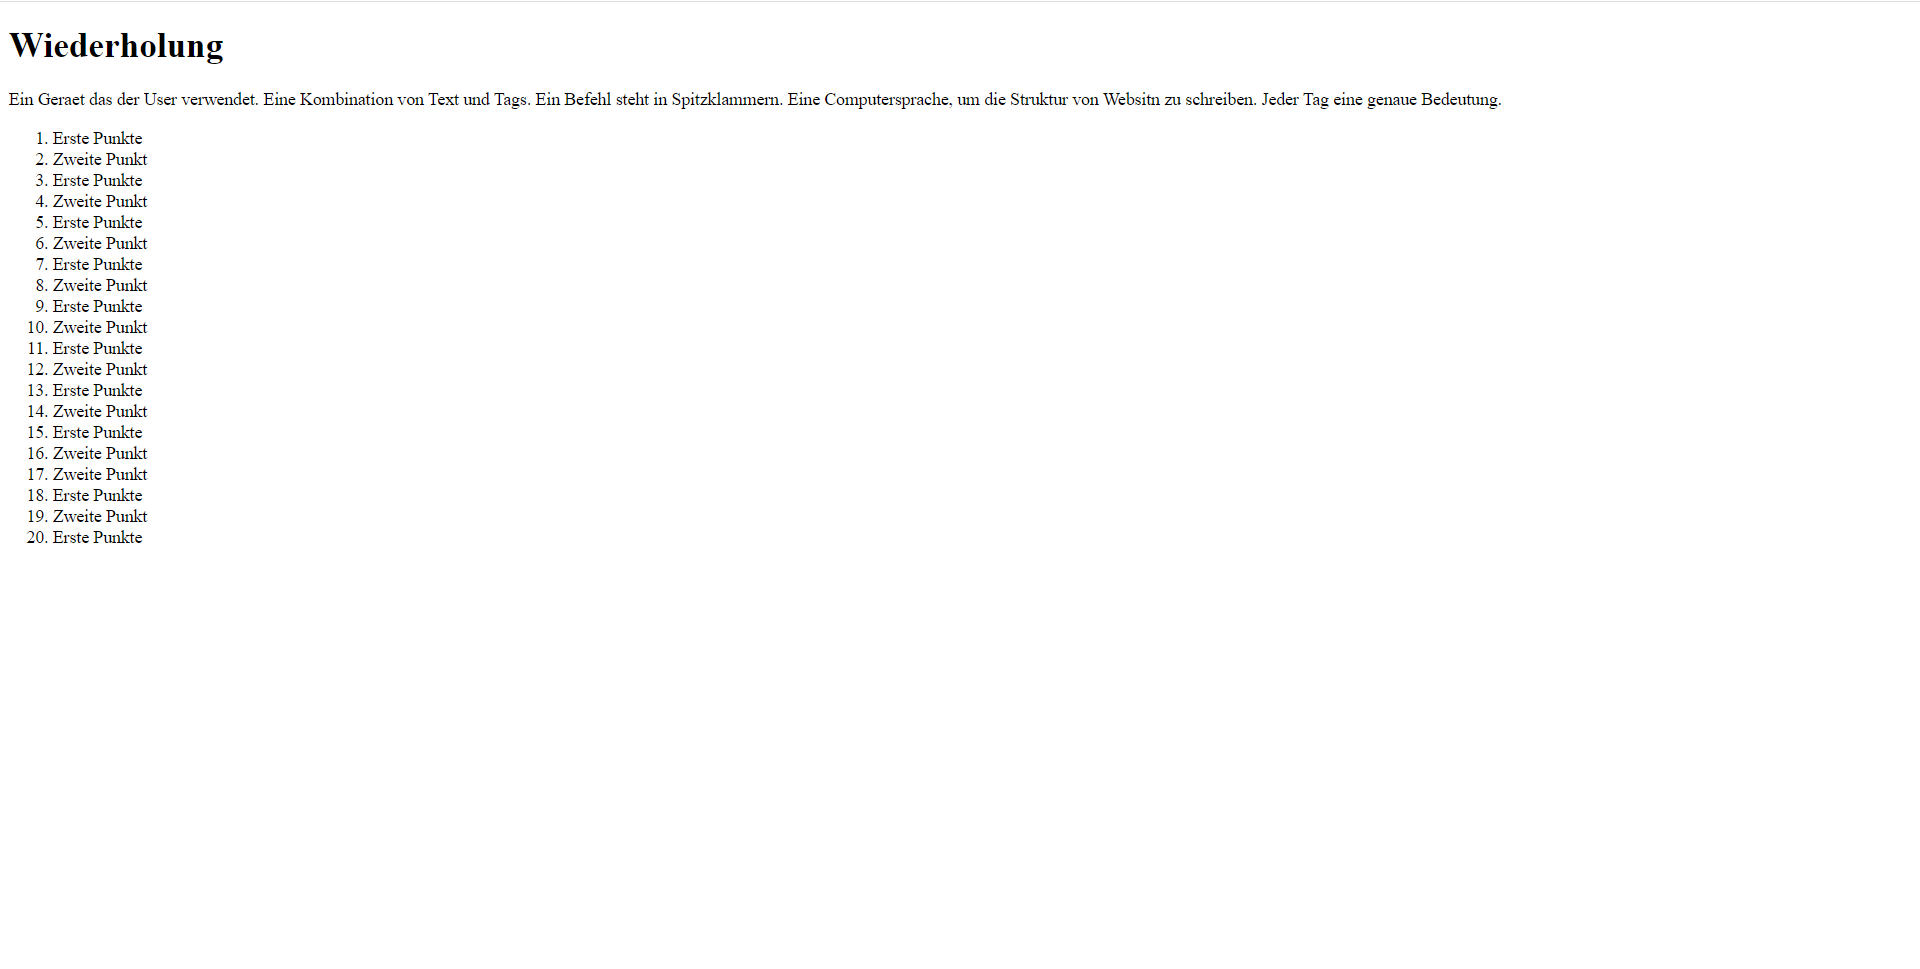 Wiederholung
Ein Geraet das der User verwendet. Eine Kombination von Text und Tags. Ein Befehl steht in Spitzklammern. Eine Computersprache, um die Struktur von Websitn zu schreiben. Jeder Tag eine genaue Bedeutung.
1. Erste Punkte
2. Zweite Punkt
3. Erste Punkte
4. Zweite Punkt
5. Erste Punkte
6. Zweite Punkt
7. Erste Punkte
8. Zweite Punkt
9. Erste Punkte
10. Zweite Punkt
11. Erste Punkte
12. Zweite Punkt
13. Erste Punkte
14. Zweite Punkt
15. Erste Punkte
16. Zweite Punkt
17. Zweite Punkt
18. Erste Punkte
19. Zweite Punkt
20. Erste Punkte